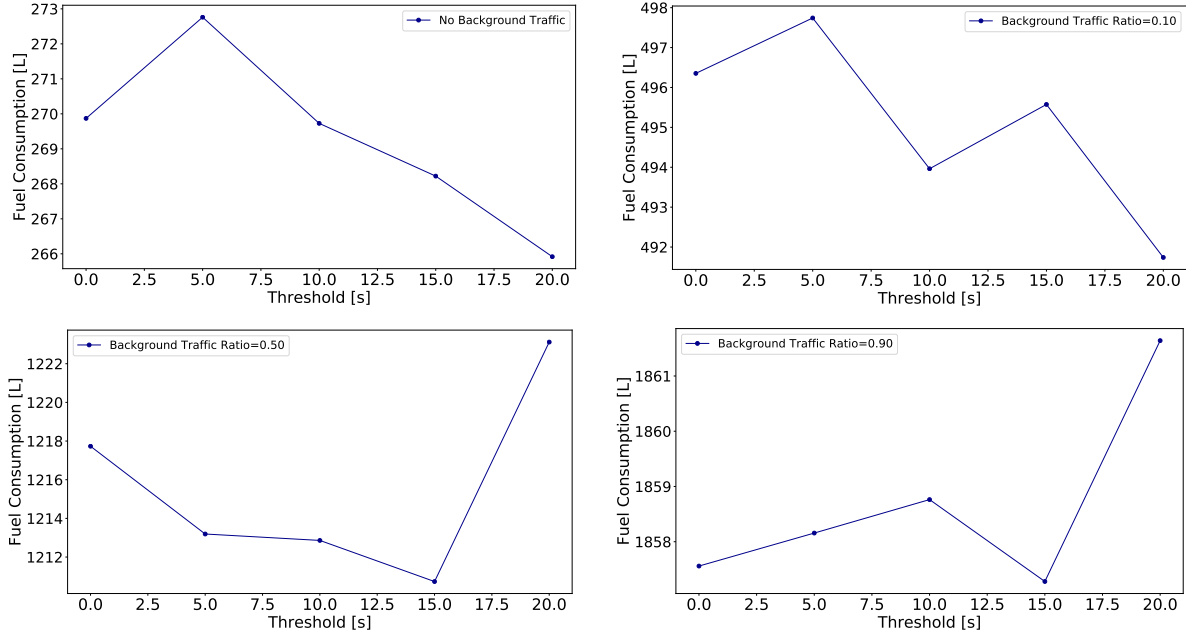 273
272
271
270
269
268
267
266
Fuel Consumption [L]
No Background Traffic
0.0 2.5 5.0 7.5 10.0 12.5 15.0 17.5 20.0
Threshold [s]
498
497
496
495
494
493
492
Fuel Consumption [L]
Background Traffic Ratio=0.10
0.0 2.5 5.0 7.5 10.0 12.5 15.0 17.5 20.0
Threshold [s]
1222
1220
1218
1216
1214
1212
Fuel Consumption [L]
Background Traffic Ratio=0.50
0.0 2.5 5.0 7.5 10.0 12.5 15.0 17.5 20.0
Threshold [s]
1861
1860
1859
1858
Fuel Consumption [L]
Background Traffic Ratio=0.90
0.0 2.5 5.0 7.5 10.0 12.5 15.0 17.5 20.0
Threshold [s]